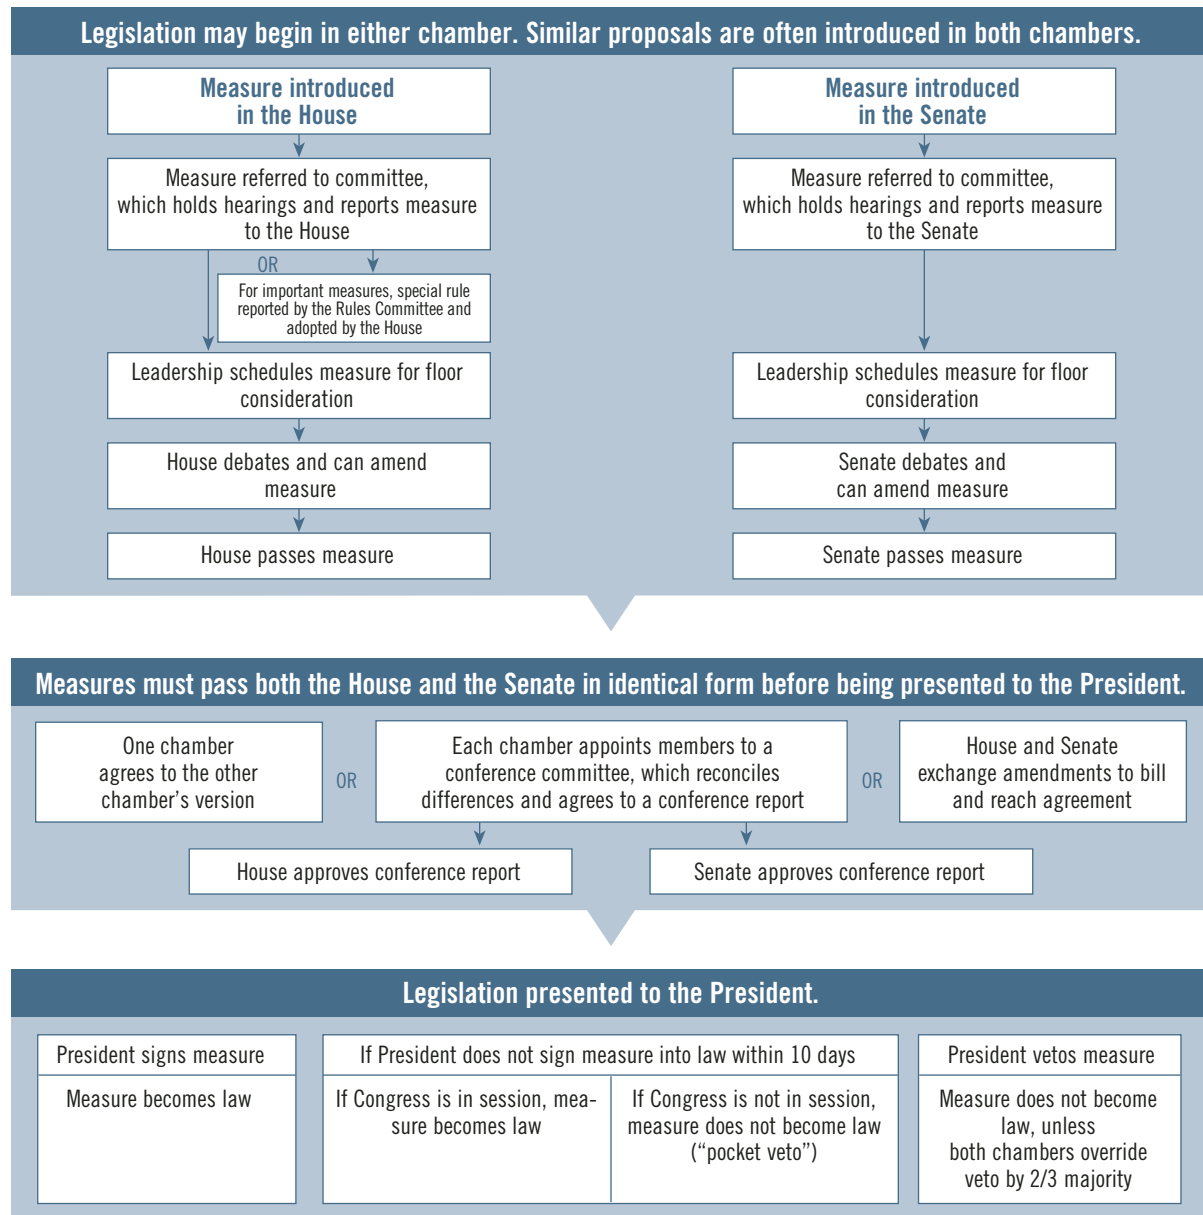 Legislation may begin in either chamber. Similar proposals are often introduced in both chambers.
Measure introduced
in the House
Measure referred to committee,
which holds hearings and reports measure
to the House
OR
For important measures, special rule
reported by the Rules Committee and
adopted by the House
Leadership schedules measure for floor
consideration
House debates and can amend
measure
House passes measure
Measure introduced
in the Senate
Measure referred to committee,
which holds hearings and reports measure
to the Senate
Leadership schedules measure for floor
consideration
Senate debates and
can amend measure
Senate passes measure
Measures must pass both the House and the Senate in identical form before being presented to the President.
One chamber
agrees to the other
chamber’s version
OR
Each chamber appoints members to a
conference committee, which reconciles
differences and agrees to a conference report
OR
House and Senate
exchange amendments to bill
and reach agreement
House approves conference report
Senate approves conference report
Legislation presented to the President.
President signs measure
Measure becomes law
If President does not sign measure into law within 10 days
If Congress is in session, mea-
sure becomes law
If Congress is not in session,
measure does not become law
(“pocket veto”)
President vetos measure
Measure does not become
law, unless
both chambers override
veto by 2/3 majority